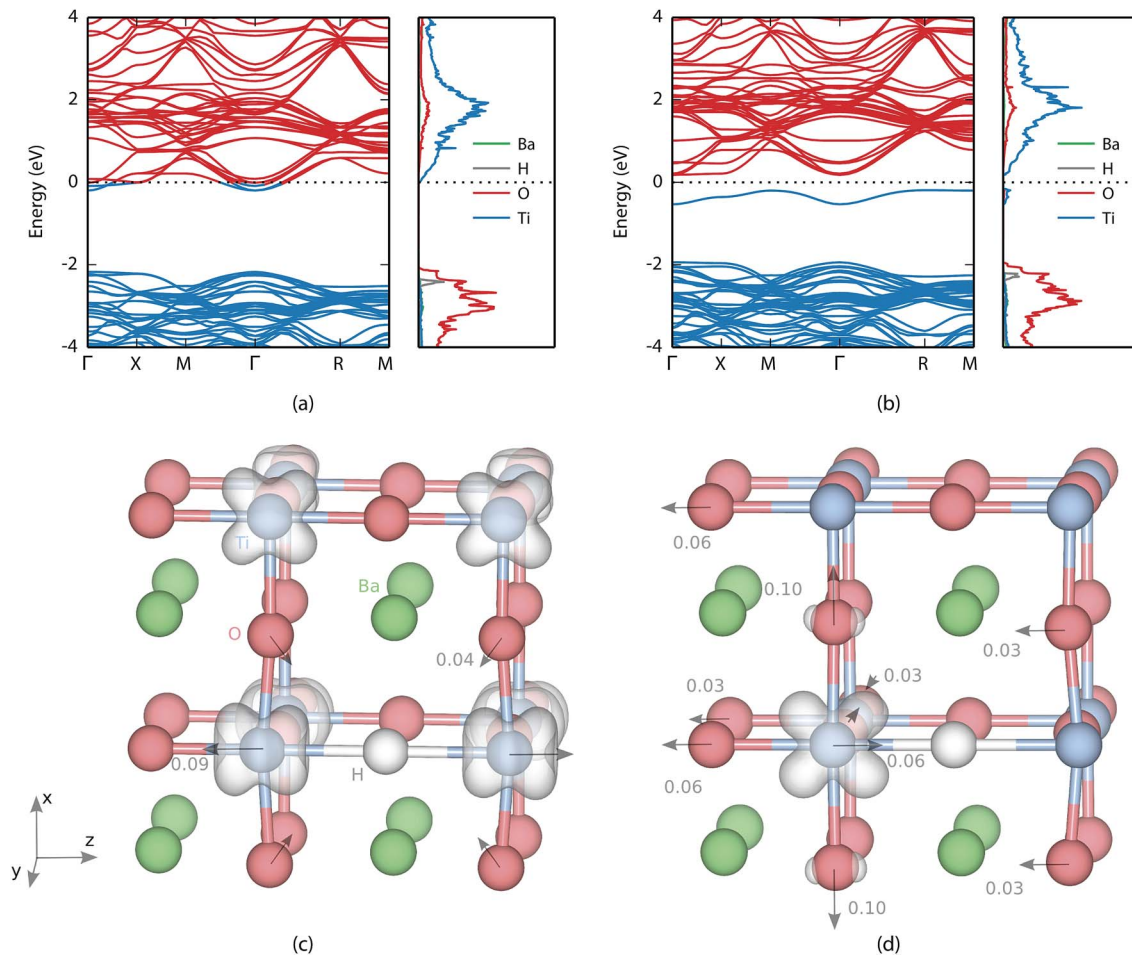 4
2
0
-2
-4
Energy (eV)
Γ X M Γ R M
Ba
H
O
Ti
(a)
4
2
0
-2
-4
Energy (eV)
Γ X M Γ R M
Ba
H
O
Ti
(b)
Ti
Ba
O
0.04
0.09
H
x
z
y
(c)
0.06
0.10
0.03
0.03
0.03
0.06
0.06
0.03
0.10
(d)